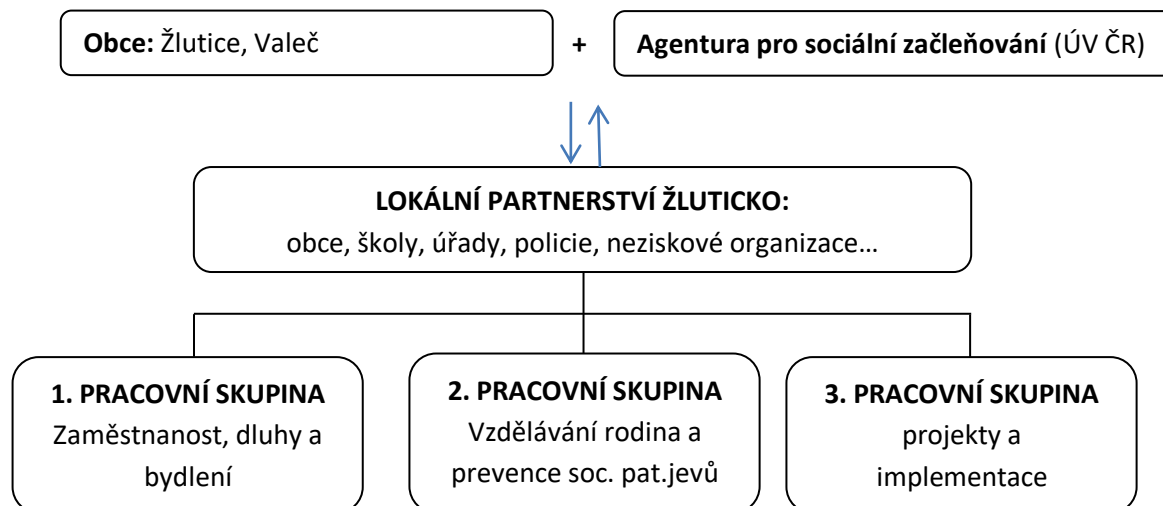 Obce: Žlutice, Valeč
+
Agentura pro sociální začleňování (ÚV ČR)
LOKÁLNÍ PARTNERSTVÍ ŽLUTICKO:
obce, školy, úřady, policie, neziskové organizace…
1. PRACOVNÍ SKUPINA
Zaměstnanost, dluhy a
bydlení
2. PRACOVNÍ SKUPINA
Vzdělávání rodina a
prevence soc. pat.jevů
3. PRACOVNÍ SKUPINA
projekty a
implementace